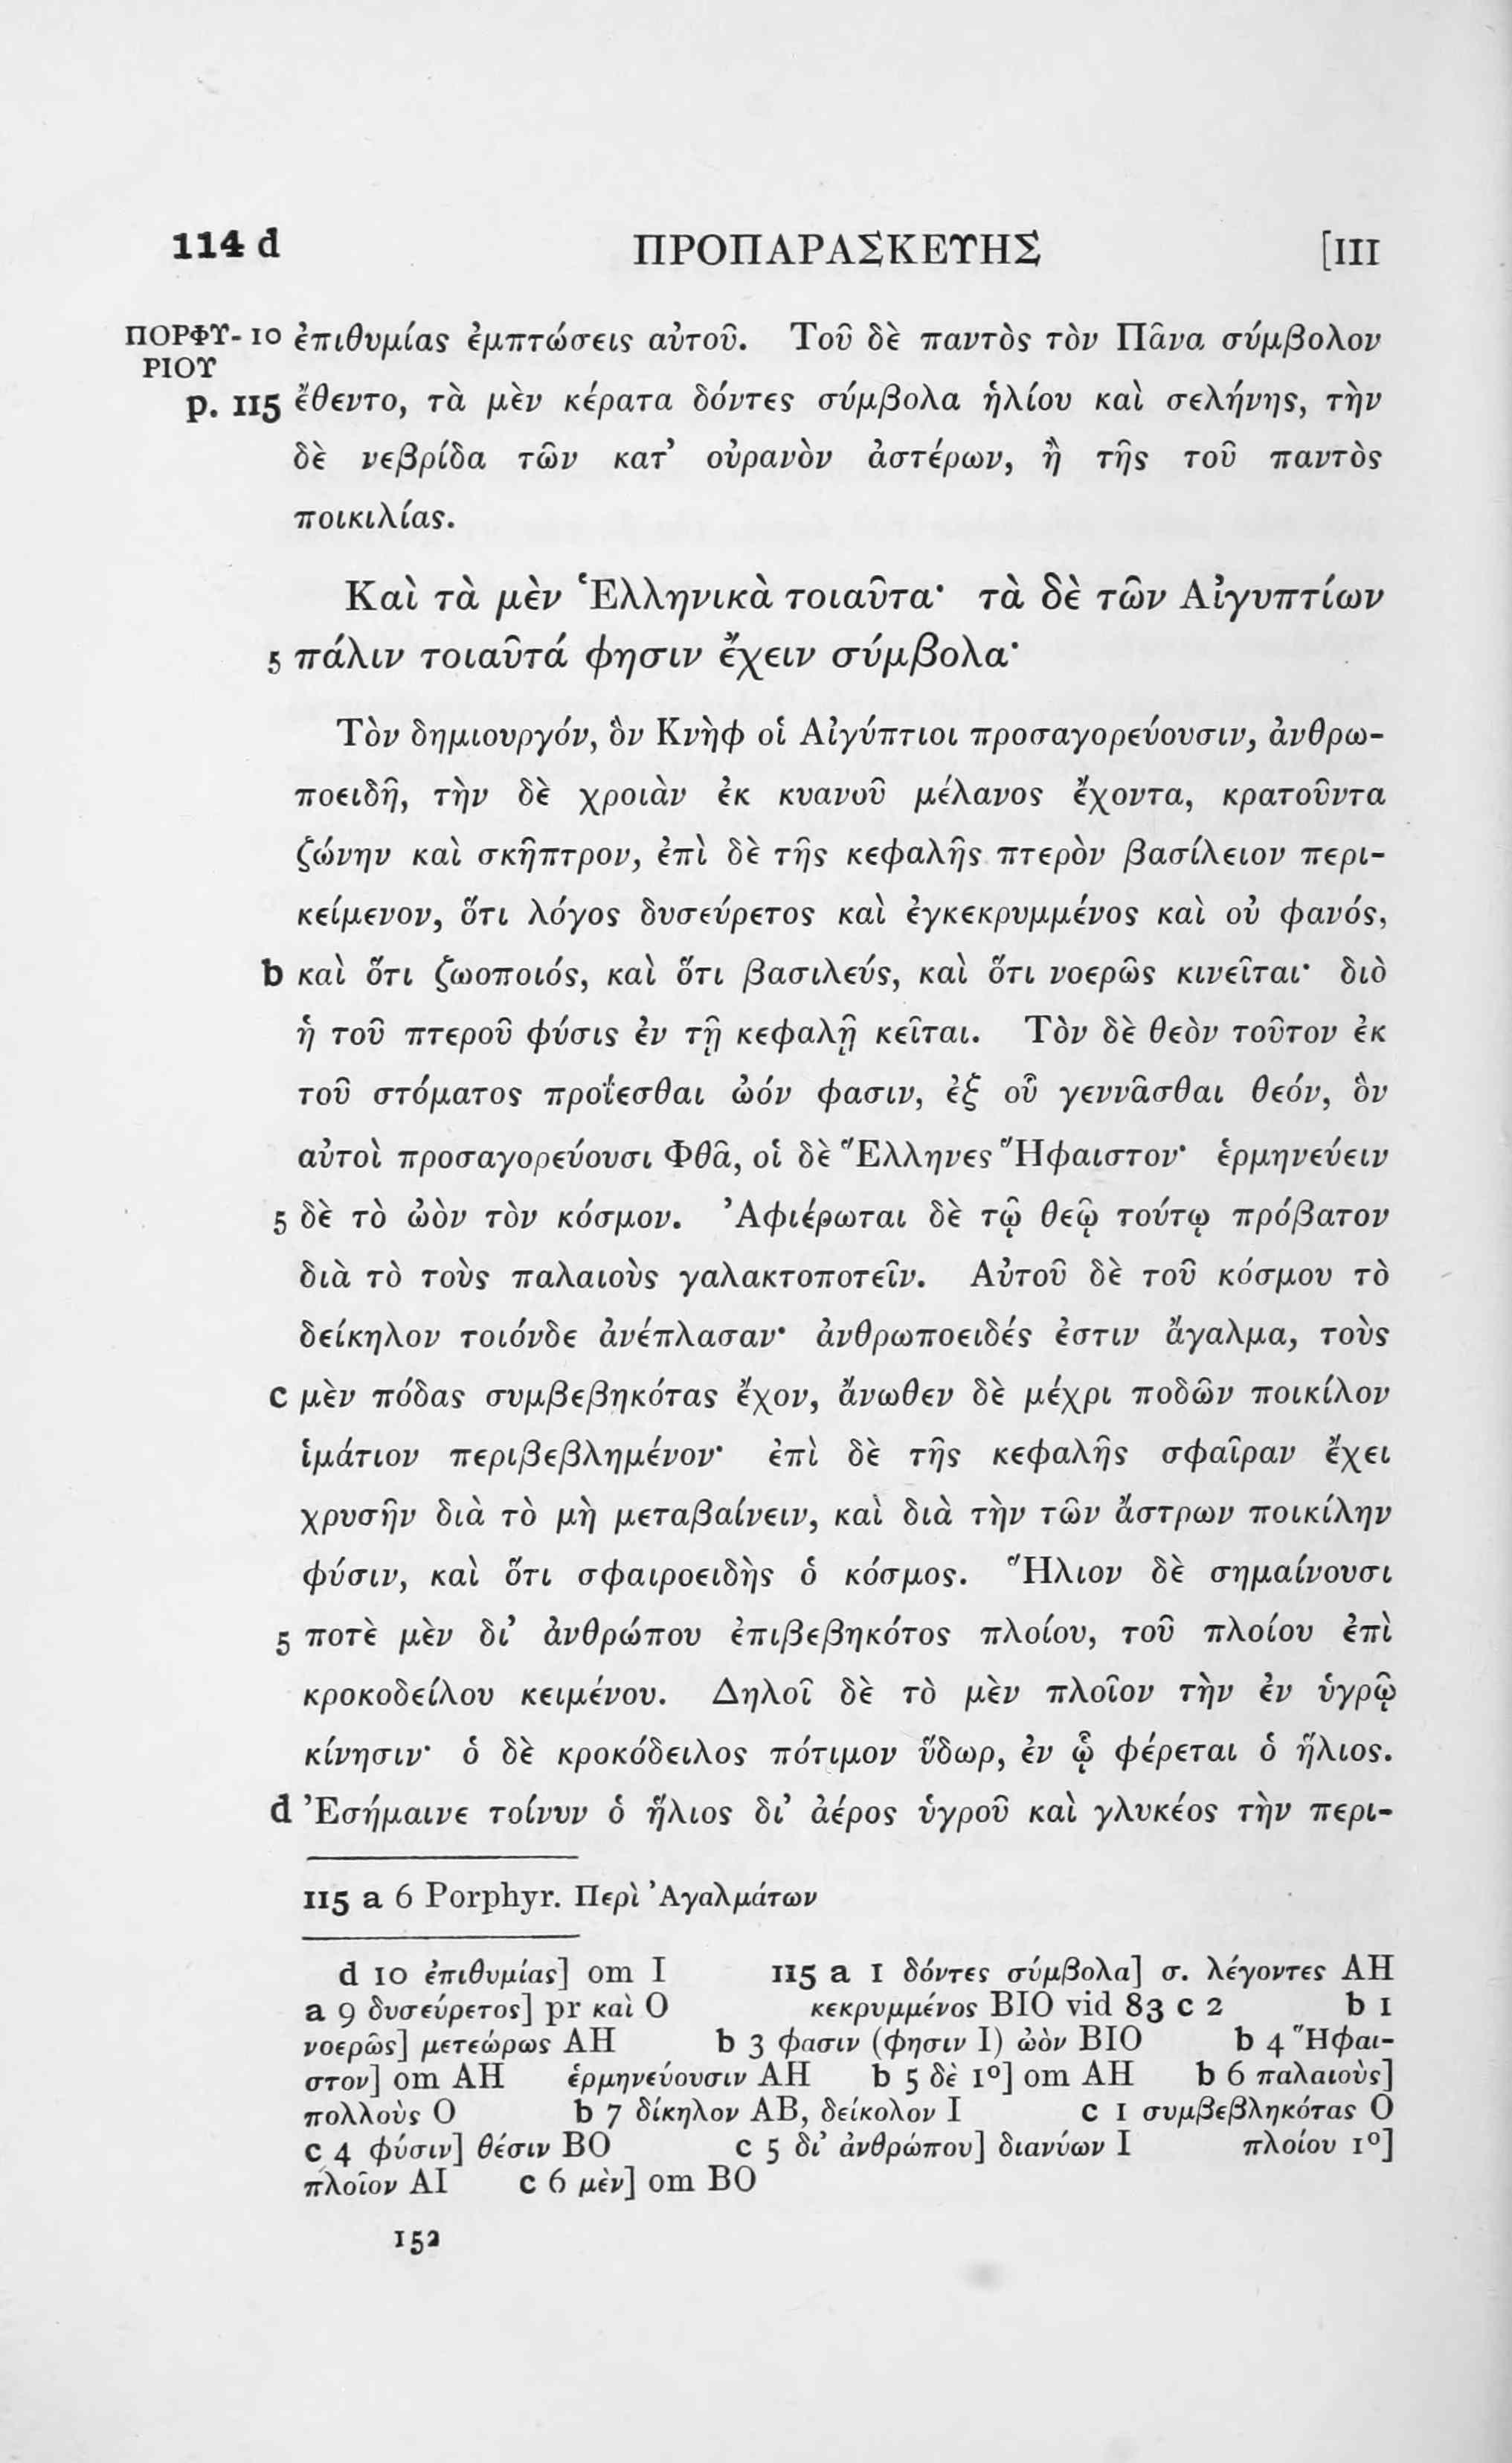 114 d ΠΡΟΠΑΡΑΣΚΕΥΗΣ [III
ΠΟΡΦΥ- 10 ἐπιθυμίας ἐμπτώσεις αὐτοῦ. Τοῦ δὲ παντὸς τὸν Πᾶνα σύμβολον
ΡΙΟΥ
p. 115 ἔθεντο, τὰ μὲν κέρατα δόντες σύμβολα ἡλίου καὶ σελήνης, τὴν
δὲ νεβρίδα τῶν κατ’ οὐρανὸν ἀστέρων, ἢ τῆς τοῦ παντὸς
ποικιλίας.
Καὶ τὰ μὲν Ἑλληνικὰ τοιαῦτα· τὰ δὲ τῶν Αἰγυπτίων
5 πάλιν τοιαῦτά φησιν ἔχειν σύμβολα·
Τὸν δημιουργόν, ὃν Κνὴφ οἱ Αἰγύπτιοι προσαγορεύουσιν, ἀνθρω-
ποειδῆ, τὴν δὲ χροιὰν ἐκ κυανοῦ μέλανος ἔχοντα, κρατοῦντα
ζώνην καὶ σκῆπτρον, ἐπὶ δὲ τῆς κεφαλῆς πτερὸν βασίλειον περι-
κείμενον, ὅτι λόγος δυσεύρετος καὶ ἐγκεκρυμμένος καὶ οὐ φανός,
b καὶ ὅτι ζωοποιός, καὶ ὅτι βασιλεύς, καὶ ὅτι νοερῶς κινεῖται· διὸ
ἡ τοῦ πτεροῦ φύσις ἐν τῇ κεφαλῇ κεῖται. Τὸν δὲ θεὸν τοῦτον ἐκ
τοῦ στόματος προΐεσθαι ὠόν φασιν, ἐξ οὗ γεννᾶσθαι θεόν, ὃν
αὐτοὶ προσαγορεύουσι Φθᾶ, οἱ δὲ Ἕλληνες Ἥφαιστον· ἑρμηνεύειν
5 δὲ τὸ ὠὸν τὸν κόσμον. Ἀφιέρωται δὲ τῷ θεῷ τούτῳ πρόβατον
διὰ τὸ τοὺς παλαιοὺς γαλακτοποτεῖν. Αὐτοῦ δὲ τοῦ κόσμου τὸ
δείκηλον τοιόνδε ἀνέπλασαν· ἀνθρωποειδές ἐστιν ἄγαλμα, τοὺς
c μὲν πόδας συμβεβηκότας ἔχον, ἄνωθεν δὲ μέχρι ποδῶν ποικίλον
ἱμάτιον περιβεβλημένον· ἐπὶ δὲ τῆς κεφαλῆς σφαῖραν ἔχει
χρυσῆν διὰ τὸ μὴ μεταβαίνειν, καὶ διὰ τὴν τῶν ἄστρων ποικίλην
φύσιν, καὶ ὅτι σφαιροειδὴς ὁ κόσμος. Ἥλιον δὲ σημαίνουσι
5 ποτὲ μὲν δι’ ἀνθρώπου ἐπιβεβηκότος πλοίου, τοῦ πλοίου ἐπὶ
κροκοδείλου κειμένου. Δηλοῖ δὲ τὸ μὲν πλοῖον τὴν ἐν ὑγρῷ
κίνησιν· ὁ δὲ κροκόδειλος πότιμον ὕδωρ, ἐν ᾧ φέρεται ὁ ἥλιος.
d Ἐσήμαινε τοίνυν ὁ ἥλιος δι’ ἀέρος ὑγροῦ καὶ γλυκέος τὴν περι-
115 a 6 Porphyr. Περὶ Ἀγαλμάτων
d 10 ἐπιθυμίας] om I 115 a 1 δόντες σύμβολα] σ. λέγοντες AH
a 9 δυσεύρετος] pr καὶ O κεκρυμμένος BIO vid 83 c 2 b 1
νοερῶς] μετεώρως AH b 3 φασιν (φησιν I) ὠὸν BIO b 4 Ἥφαι-
στον] om AH ἑρμηνεύουσιν AH b 5 δὲ 1º] om AH b 6 παλαιοὺς]
πολλοὺς O b 7 δίκηλον AB, δείκολον I c 1 συμβεβληκότας O
c 4 φύσιν] θέσιν BO c 5 δι’ ἀνθρώπου] διανύων I πλοίου 1º]
πλοῖον AI c 6 μὲν] om BO
152